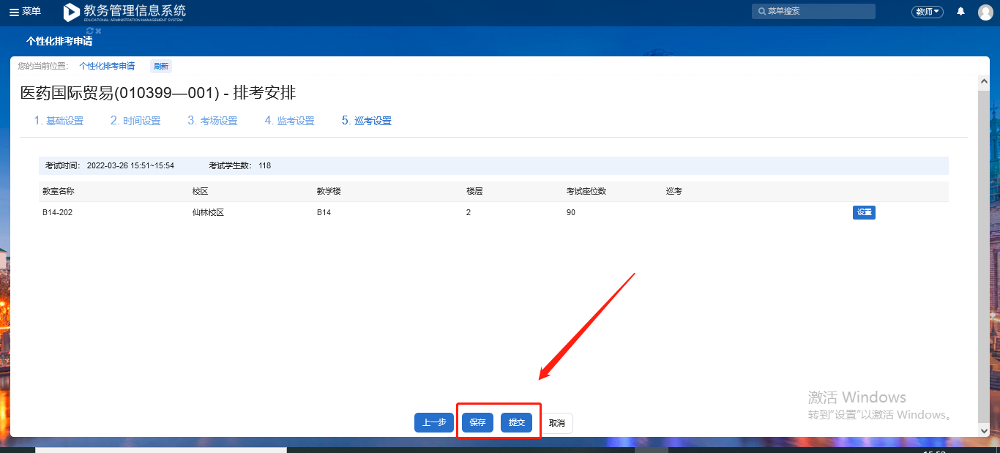 菜单
教务管理信息系统
EDUCATIONAL ADMINISTRATION MANAGEMENT SYSTEM
菜单搜索
教师
个性化排考申请
您的当前位置: 个性化排考申请 刷新
医药国际贸易(010399—001) - 排考安排
1. 基础设置 2. 时间设置 3. 考场设置 4. 监考设置 5. 巡考设置
考试时间: 2022-03-26 15:51~15:54 考试学生数: 118
教室名称 校区 教学楼 楼层 考试座位数 巡考
B14-202 仙林校区 B14 2 90 设置
激活 Windows
转到"设置"以激活 Windows。
上一步 保存 提交 取消